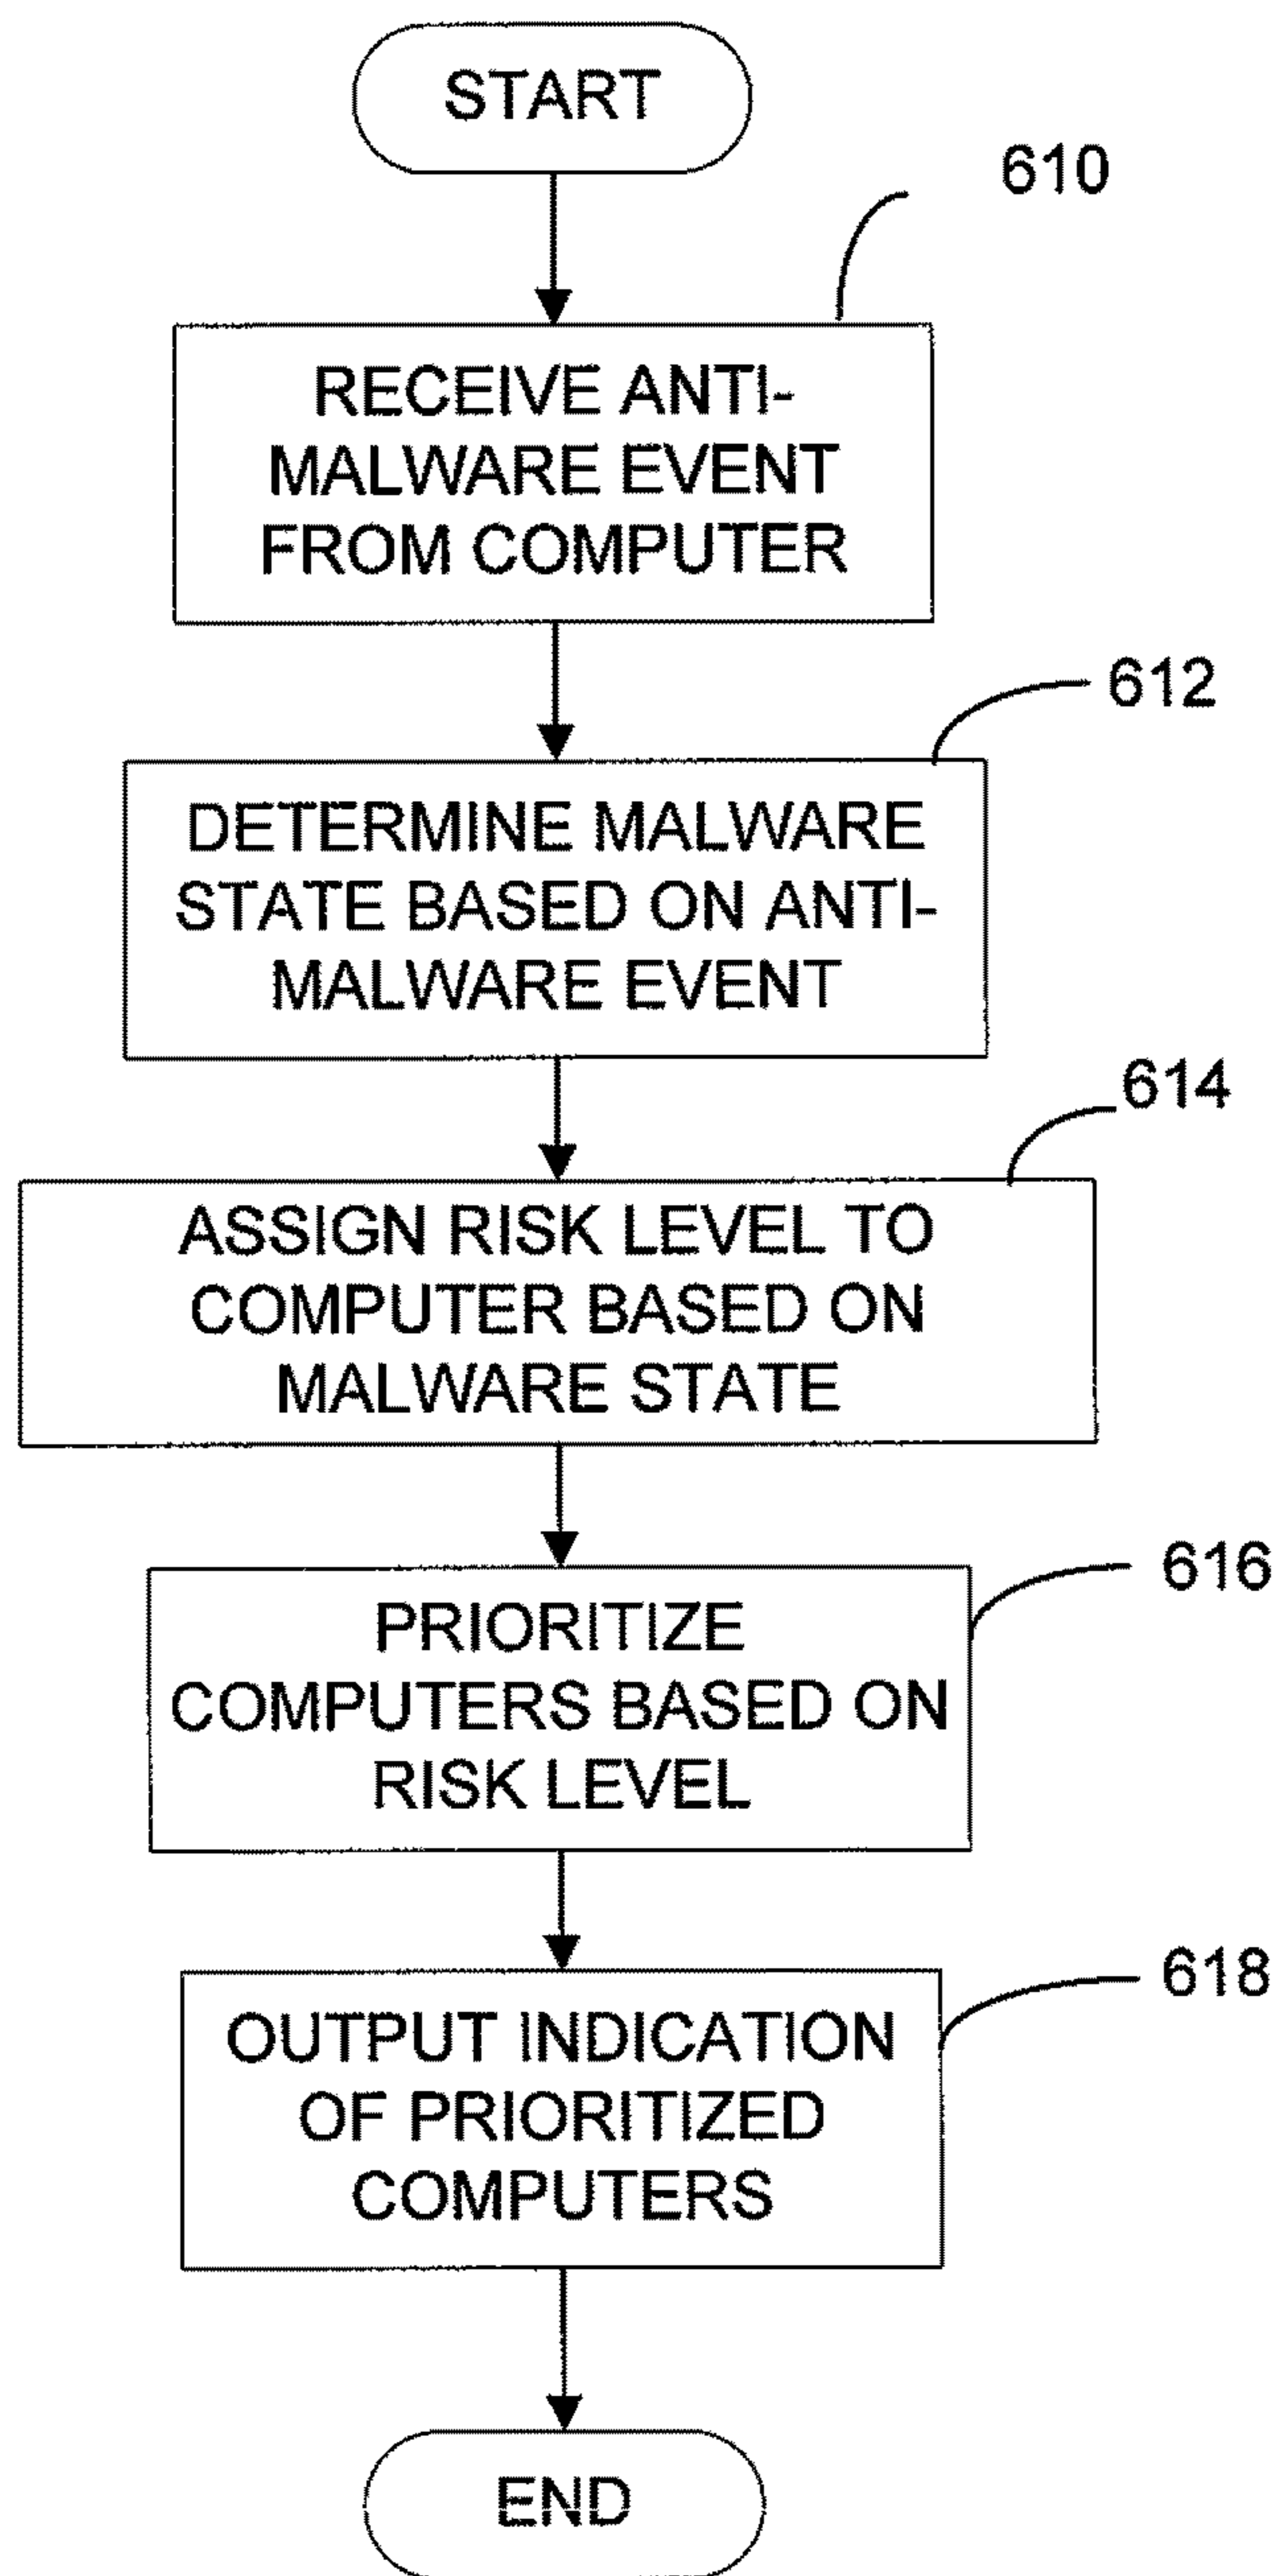 START
610
RECEIVE ANTI-
MALWARE EVENT
FROM COMPUTER
612
DETERMINE MALWARE
STATE BASED ON ANTI-
MALWARE EVENT
614
ASSIGN RISK LEVEL TO
COMPUTER BASED ON
MALWARE STATE
616
PRIORITIZE
COMPUTERS BASED ON
RISK LEVEL
618
OUTPUT INDICATION
OF PRIORITIZED
COMPUTERS
END